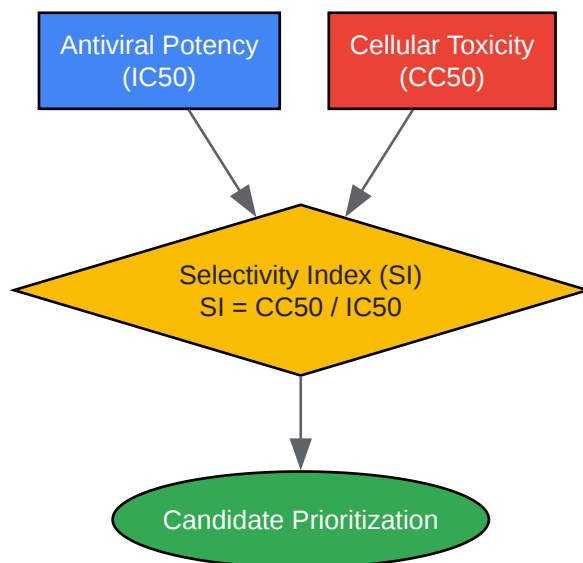 Antiviral Potency
(IC50)
Cellular Toxicity
(CC50)
Selectivity Index (SI)
SI = CC50 / IC50
Candidate Prioritization